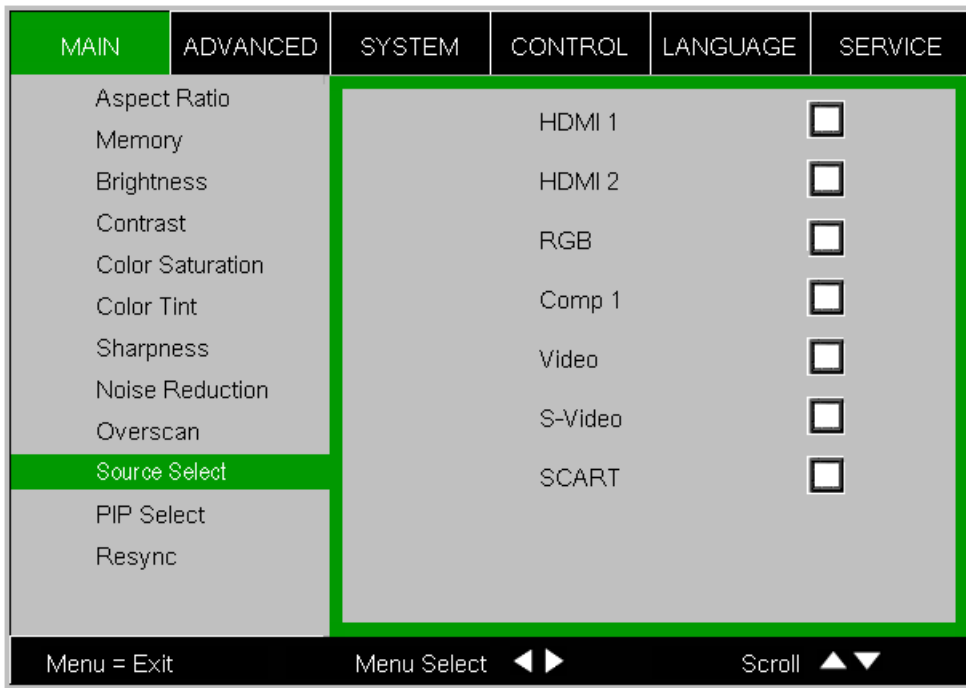 MAIN ADVANCED SYSTEM CONTROL LANGUAGE SERVICE
Aspect Ratio
Memory
Brightness
Contrast
Color Saturation
Color Tint
Sharpness
Noise Reduction
Overscan
Source Select
PIP Select
Resync
HDMI 1
HDMI 2
RGB
Comp 1
Video
S-Video
SCART
Menu = Exit Menu Select ◀ ▶ Scroll ▲ ▼